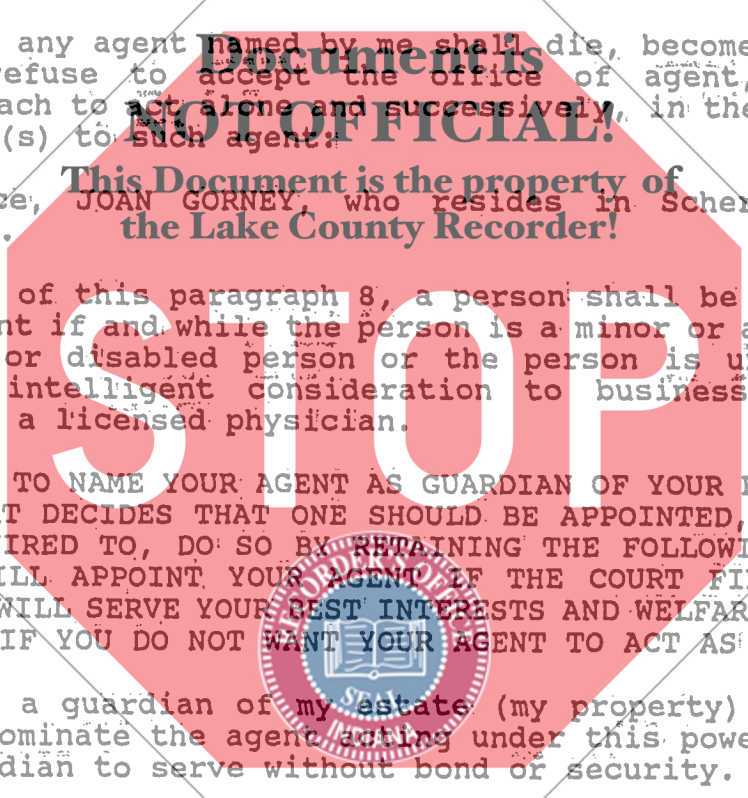 any agent named by me shall die, become
refuse to accept the office of agent,
ach to act alone and successively, in the
(s) to such agent:
Document is
NOT OFFICIAL!
This Document is the property of
the Lake County Recorder!
ce, JOAN GORNEY, who resides in Scher
.
of this paragraph 8, a person shall be
nt if and while the person is a minor or a
or disabled person or the person is u
intelligent consideration to business
a licensed physician.
STOP
TO NAME YOUR AGENT AS GUARDIAN OF YOUR
T DECIDES THAT ONE SHOULD BE APPOINTED,
IRED TO, DO SO BY RETAINING THE FOLLOWI
ILL APPOINT YOUR AGENT IF THE COURT FI
WILL SERVE YOUR BEST INTERESTS AND WELFAR
IF YOU DO NOT WANT YOUR AGENT TO ACT AS
RECORDER'S OFFICE
SEAL
INDIANA
a guardian of my estate (my property)
ominate the agent acting under this powe
dian to serve without bond or security.